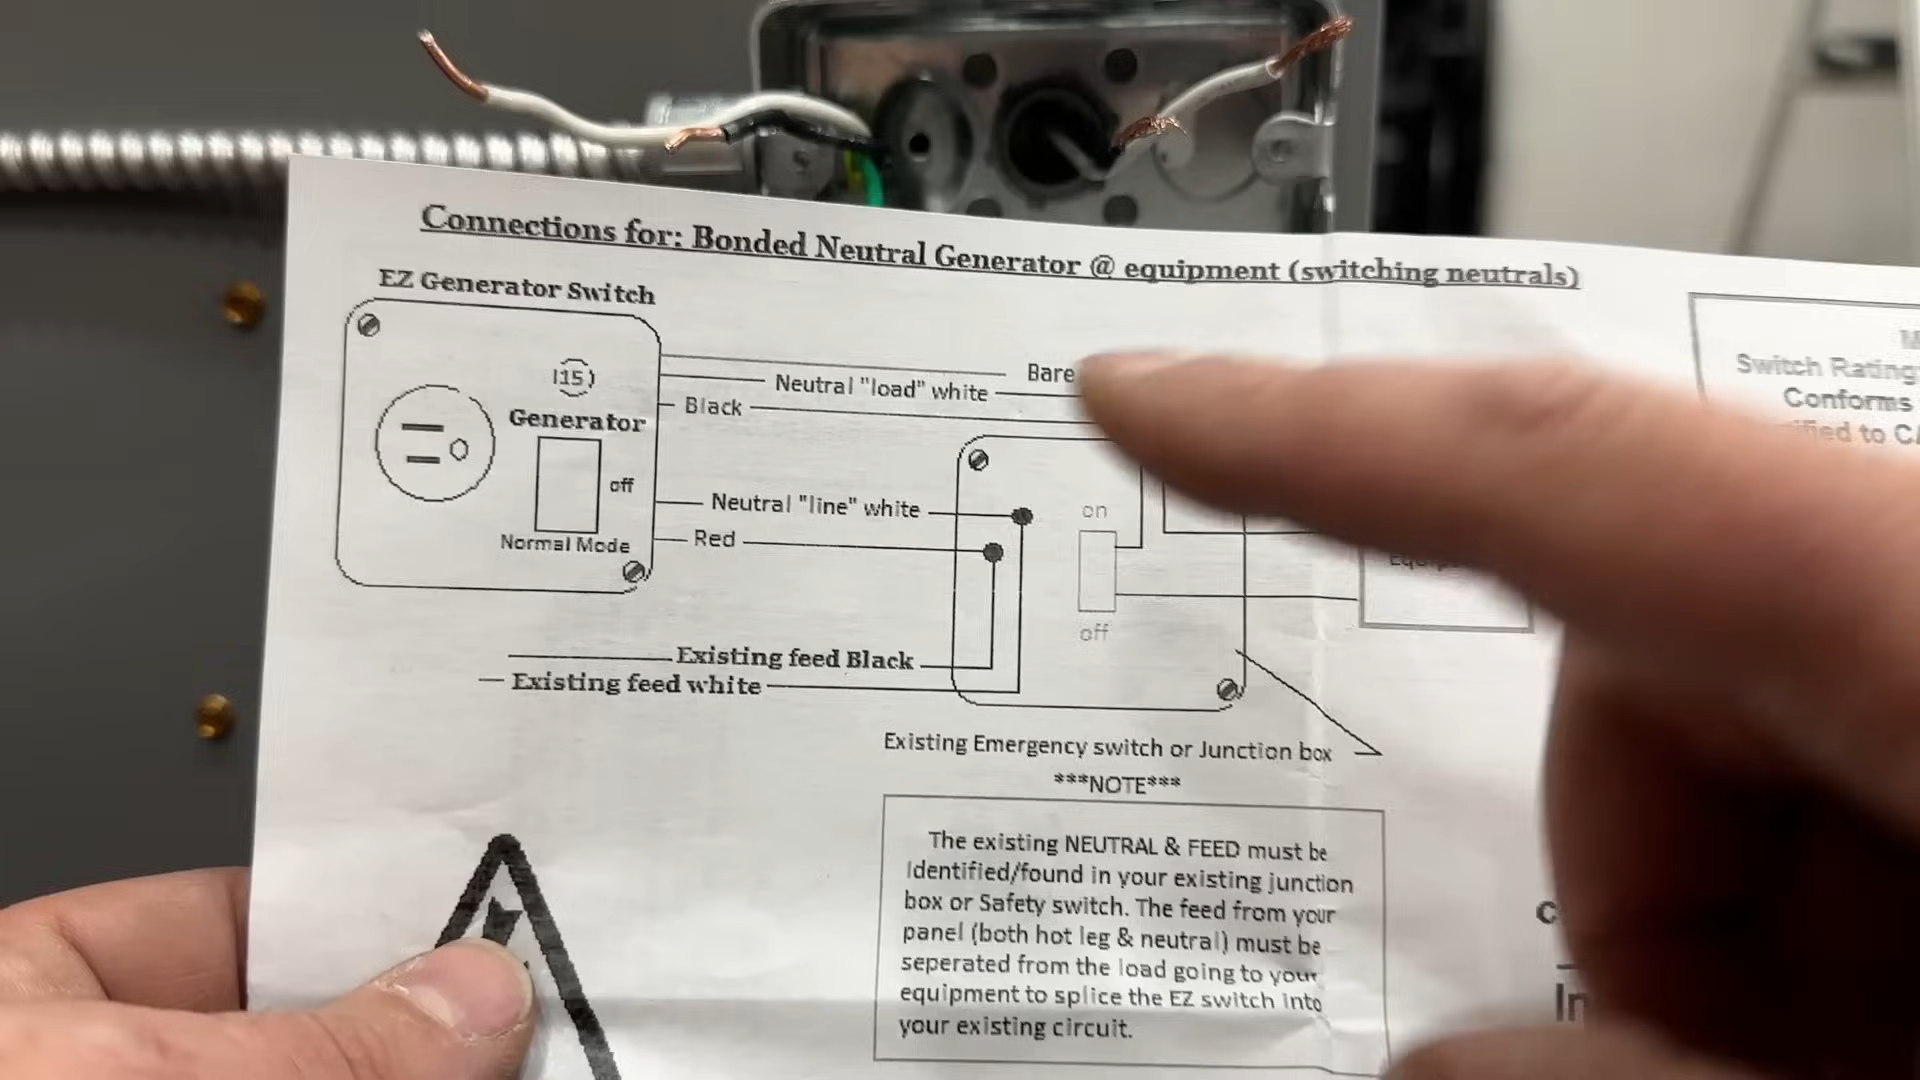 Connections for: Bonded Neutral Generator @ equipment (switching neutrals)
EZ Generator Switch
115
Generator
off
Normal Mode
Bare
Neutral "load" white
Black
Neutral "line" white
Red
on
off
Existing feed Black
Existing feed white
Existing Emergency switch or Junction box
***NOTE***
The existing NEUTRAL & FEED must be
Identified/found in your existing junction
box or Safety switch. The feed from your
panel (both hot leg & neutral) must be
seperated from the load going to your
equipment to splice the EZ switch into
your existing circuit.
Switch Rating
Conforms
to